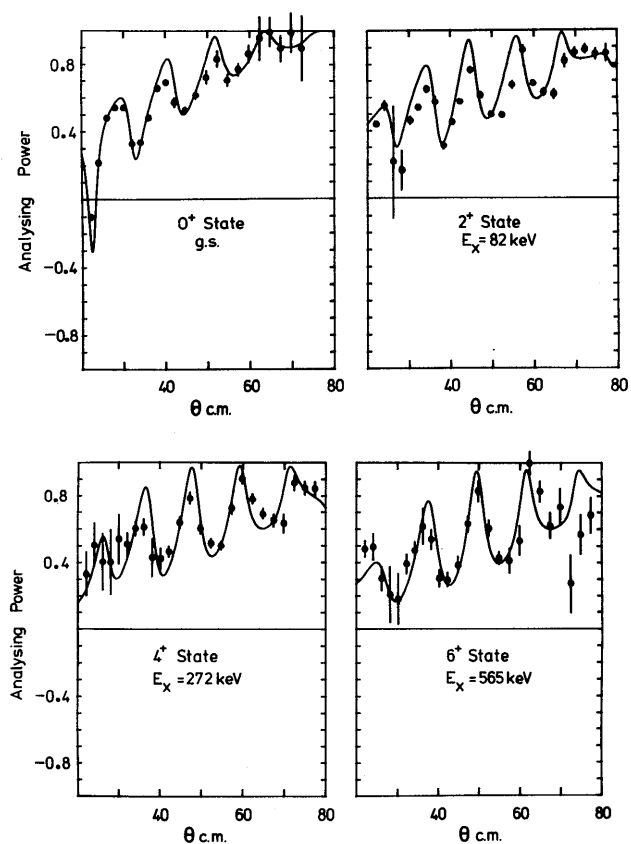 Analysing Power
0.8
0.4
-0.4
-0.8
0⁺ State
g.s.
40 60 80
θ c.m.
2⁺ State
Eₓ = 82 keV
40 60 80
θ c.m.
Analysing Power
0.8
0.4
-0.4
-0.8
4⁺ State
Eₓ = 272 keV
20 40 60 80
θ c.m.
6⁺ State
Eₓ = 565 keV
40 60 80
θ c.m.